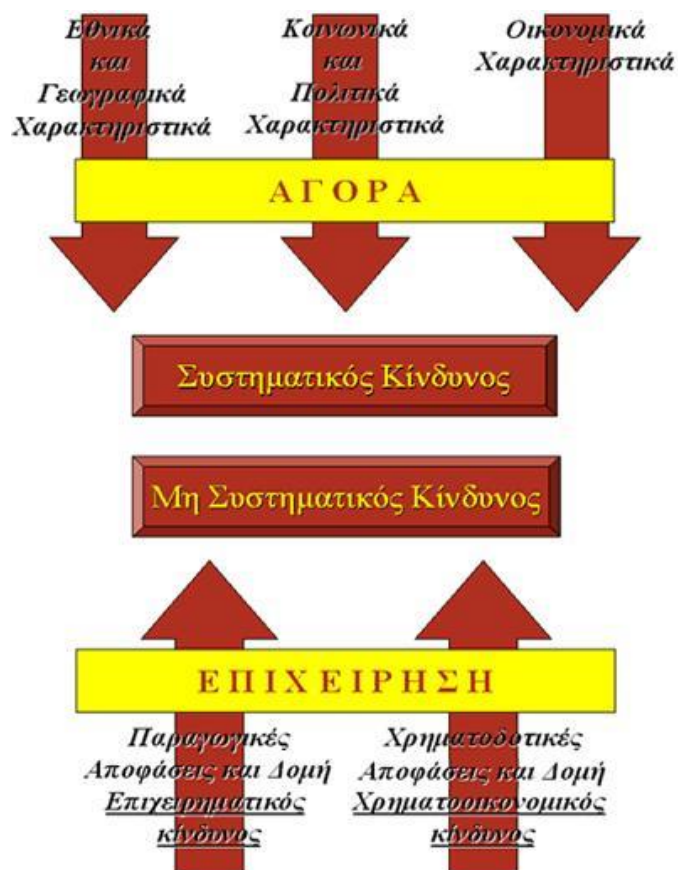 Εθνικά
και
Γεωγραφικά
Χαρακτηριστικά
Κοινωνικά
και
Πολιτικά
Χαρακτηριστικά
Οικονομικά
Χαρακτηριστικά
ΑΓΟΡΑ
Συστηματικός Κίνδυνος
Μη Συστηματικός Κίνδυνος
ΕΠΙΧΕΙΡΗΣΗ
Παραγωγικές
Αποφάσεις και Δομή
Επιχειρηματικός
κίνδυνος
Χρηματοδοτικές
Αποφάσεις και Δομή
Χρηματοοικονομικός
κίνδυνος